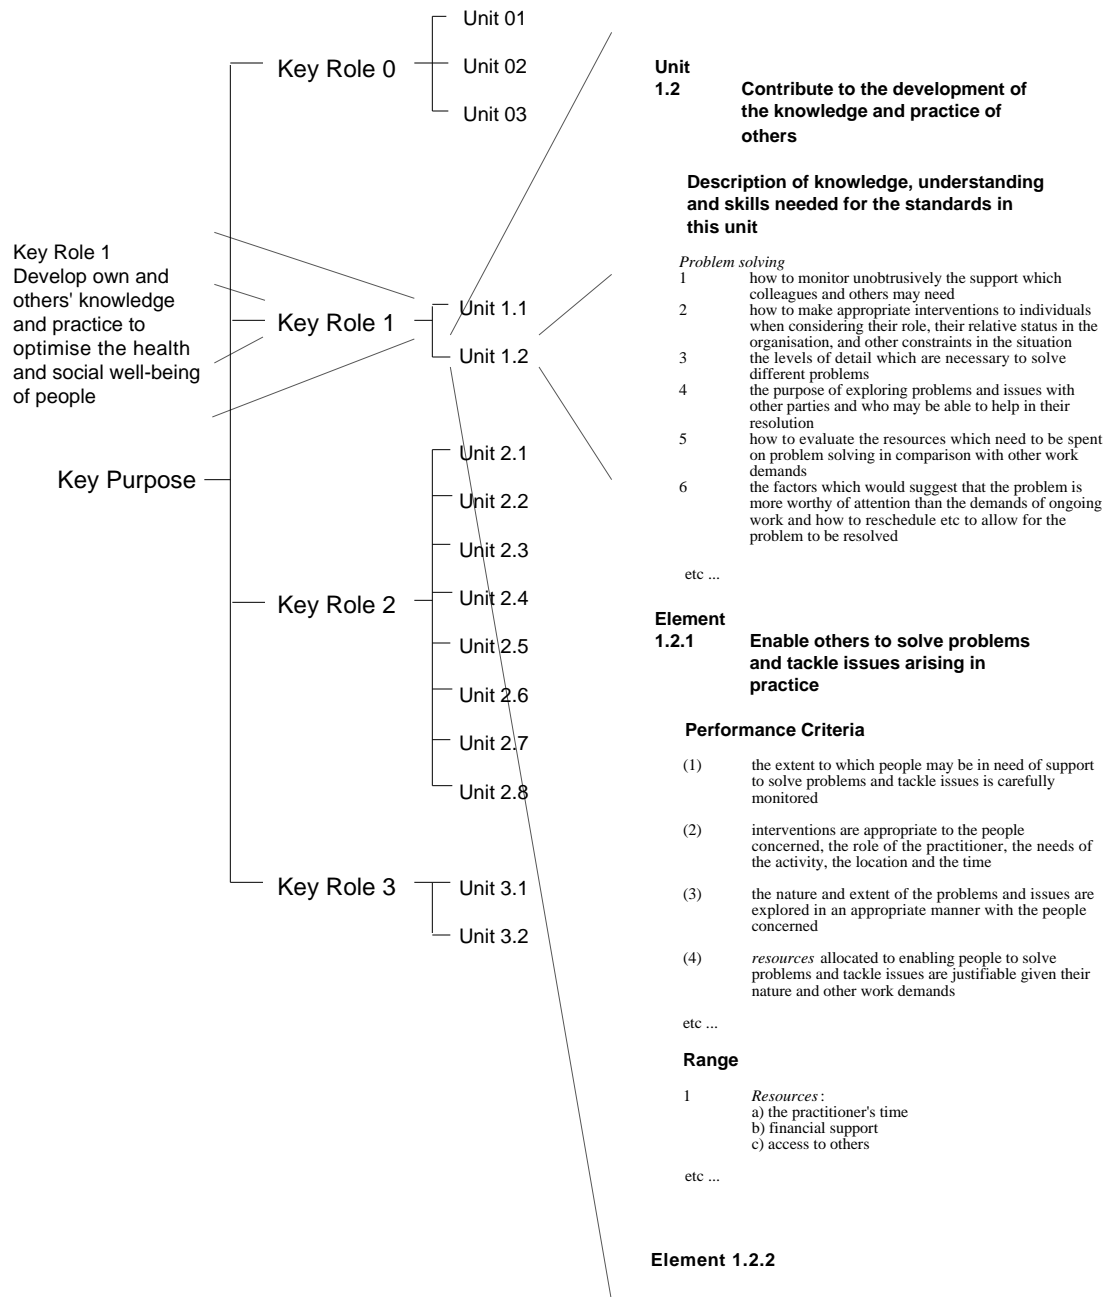 Unit 01
Key Role 0
Unit 02
Unit 03
Key Role 1
Develop own and
others' knowledge
and practice to
optimise the health
and social well-being
of people
Key Role 1
Unit 1.1
Unit 1.2
Key Purpose
Unit 2.1
Unit 2.2
Unit 2.3
Key Role 2
Unit 2.4
Unit 2.5
Unit 2.6
Unit 2.7
Unit 2.8
Key Role 3
Unit 3.1
Unit 3.2
Unit
1.2 Contribute to the development of
the knowledge and practice of
others
Description of knowledge, understanding
and skills needed for the standards in
this unit
Problem solving
1 how to monitor unobtrusively the support which
colleagues and others may need
2 how to make appropriate interventions to individuals
when considering their role, their relative status in the
organisation, and other constraints in the situation
3 the levels of detail which are necessary to solve
different problems
4 the purpose of exploring problems and issues with
other parties and who may be able to help in their
resolution
5 how to evaluate the resources which need to be spent
on problem solving in comparison with other work
demands
6 the factors which would suggest that the problem is
more worthy of attention than the demands of ongoing
work and how to reschedule etc to allow for the
problem to be resolved
etc ...
Element
1.2.1 Enable others to solve problems
and tackle issues arising in
practice
Performance Criteria
(1) the extent to which people may be in need of support
to solve problems and tackle issues is carefully
monitored
(2) interventions are appropriate to the people
concerned, the role of the practitioner, the needs of
the activity, the location and the time
(3) the nature and extent of the problems and issues are
explored in an appropriate manner with the people
concerned
(4) resources allocated to enabling people to solve
problems and tackle issues are justifiable given their
nature and other work demands
etc ...
Range
1 Resources:
a) the practitioner's time
b) financial support
c) access to others
etc ...
Element 1.2.2